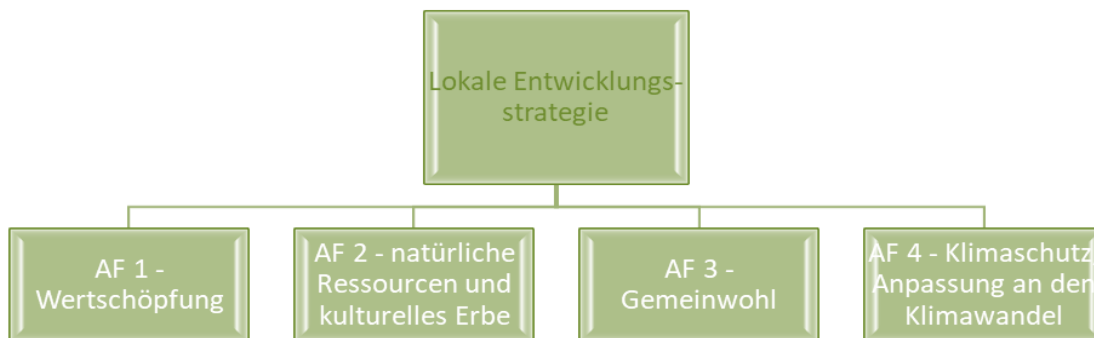 Lokale Entwicklungs-
strategie
AF 1 -
Wertschöpfung
AF 2 - natürliche
Ressourcen und
kulturelles Erbe
AF 3 -
Gemeinwohl
AF 4 - Klimaschutz
Anpassung an den
Klimawandel